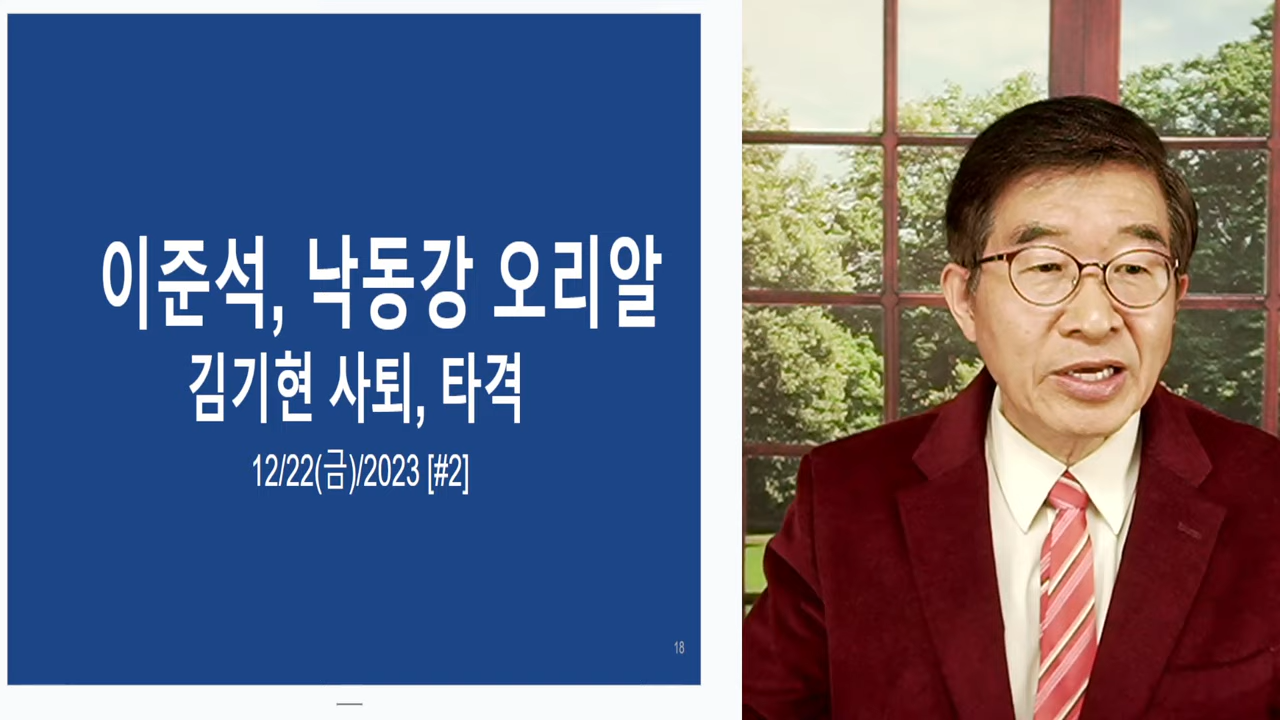 이준석, 낙동강 오리알
김기현 사퇴, 타격
12/22(금)/2023 [#2]
18